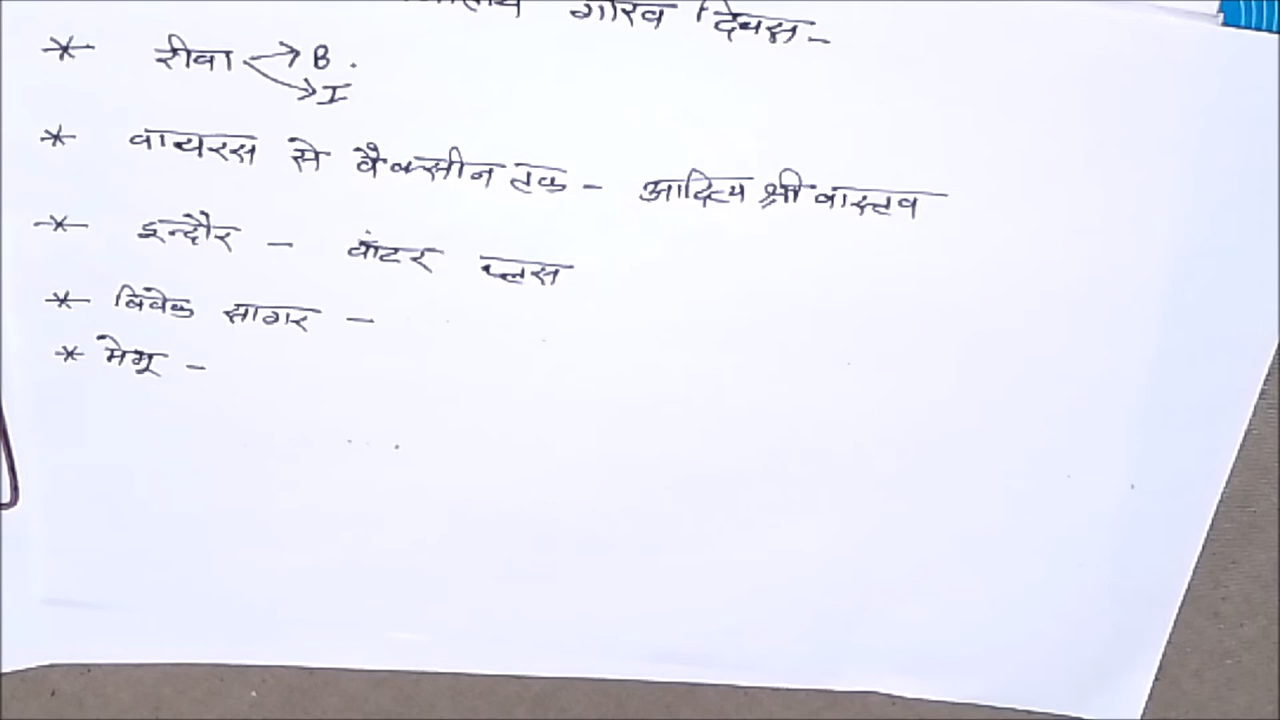 गौरव दिवस -
* रीवा → B .
→ I
* वायरस से वैक्सीन तक - आदित्य श्रीवास्तव
* इन्दौर - वॉटर प्लस
* विवेक सागर -
* मेमू -